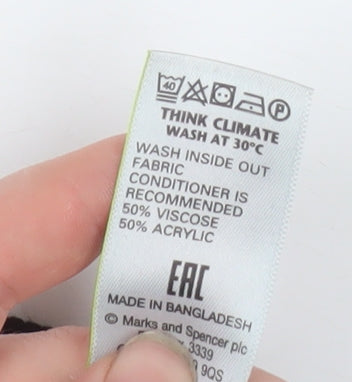 40 P
THINK CLIMATE
WASH AT 30°C
WASH INSIDE OUT
FABRIC
CONDITIONER IS
RECOMMENDED
50% VISCOSE
50% ACRYLIC
EAC
MADE IN BANGLADESH
© Marks and Spencer plc
3339
9QS